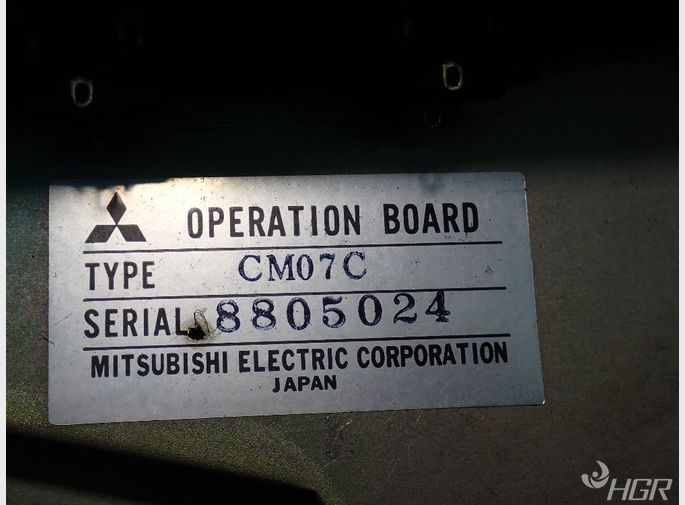 OPERATION BOARD
TYPE CM07C
SERIAL 8805024
MITSUBISHI ELECTRIC CORPORATION
JAPAN
HGR